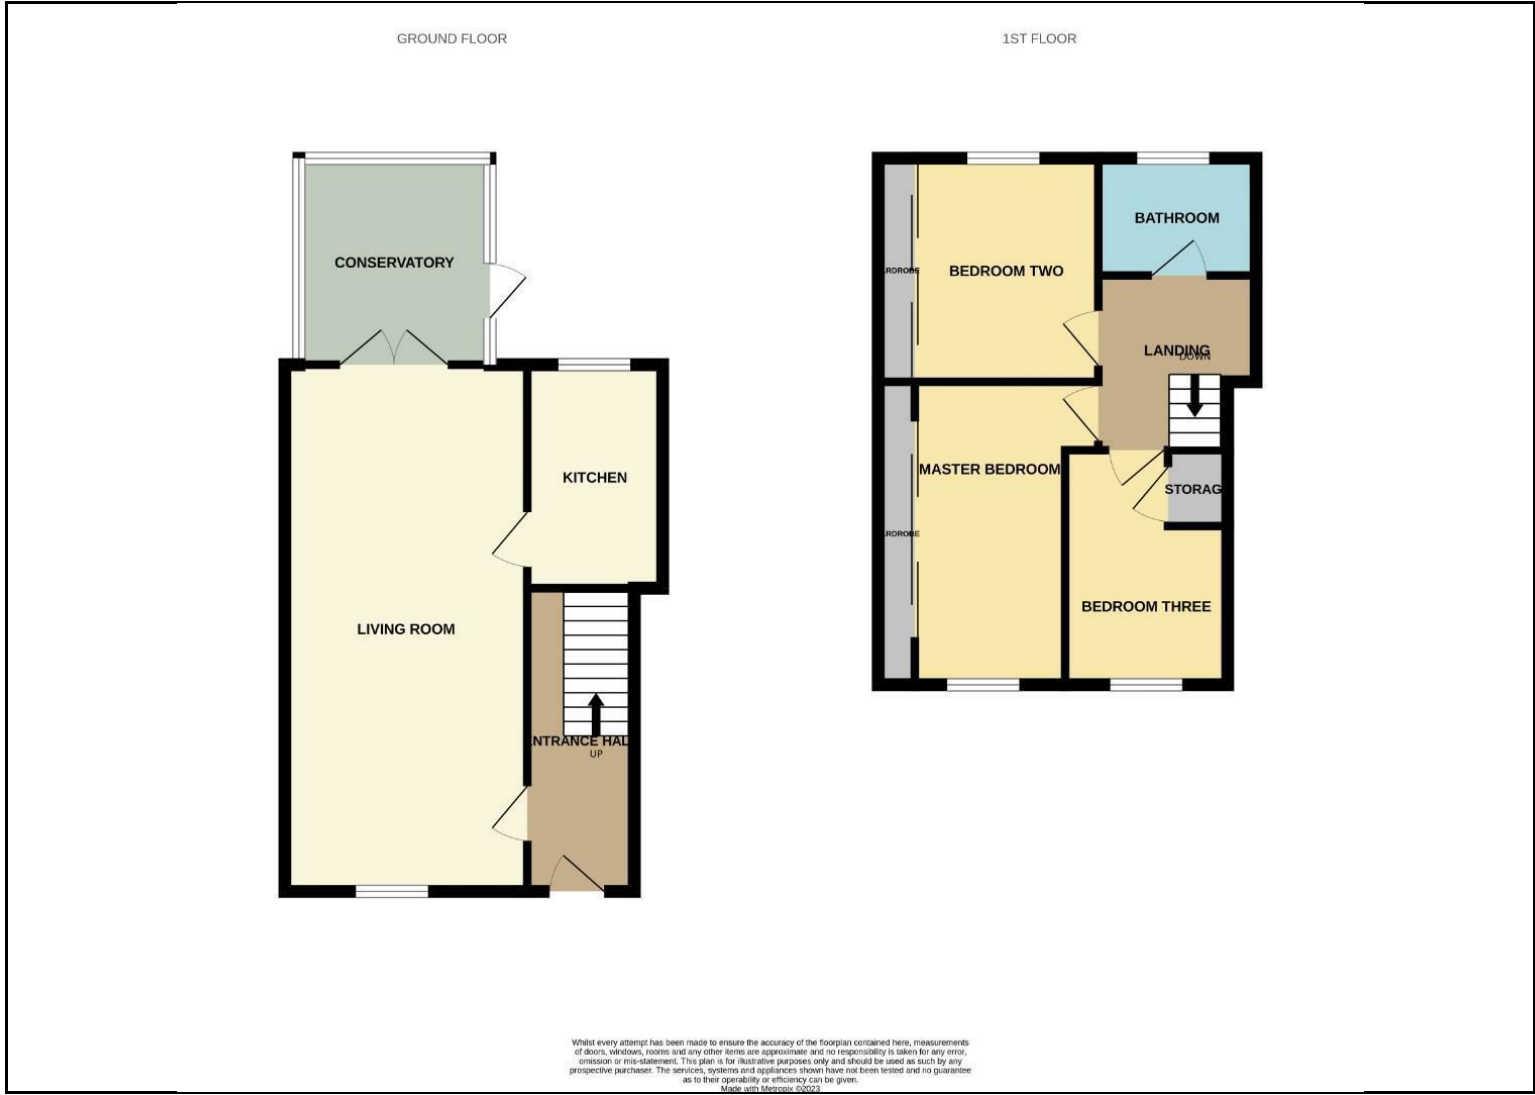 GROUND FLOOR
1ST FLOOR
CONSERVATORY
KITCHEN
LIVING ROOM
NTRANCE HAL
UP
BATHROOM
RDROBE
BEDROOM TWO
LANDING
DOWN
MASTER BEDROOM
STORAG
RDROBE
BEDROOM THREE
Whilst every attempt has been made to ensure the accuracy of the floorplan contained here, measurements
of doors, windows, rooms and any other items are approximate and no responsibility is taken for any error,
omission or mis-statement. This plan is for illustrative purposes only and should be used as such by any
prospective purchaser. The services, systems and appliances shown have not been tested and no guarantee
as to their operability or efficiency can be given.
Made with Metropix ©2023